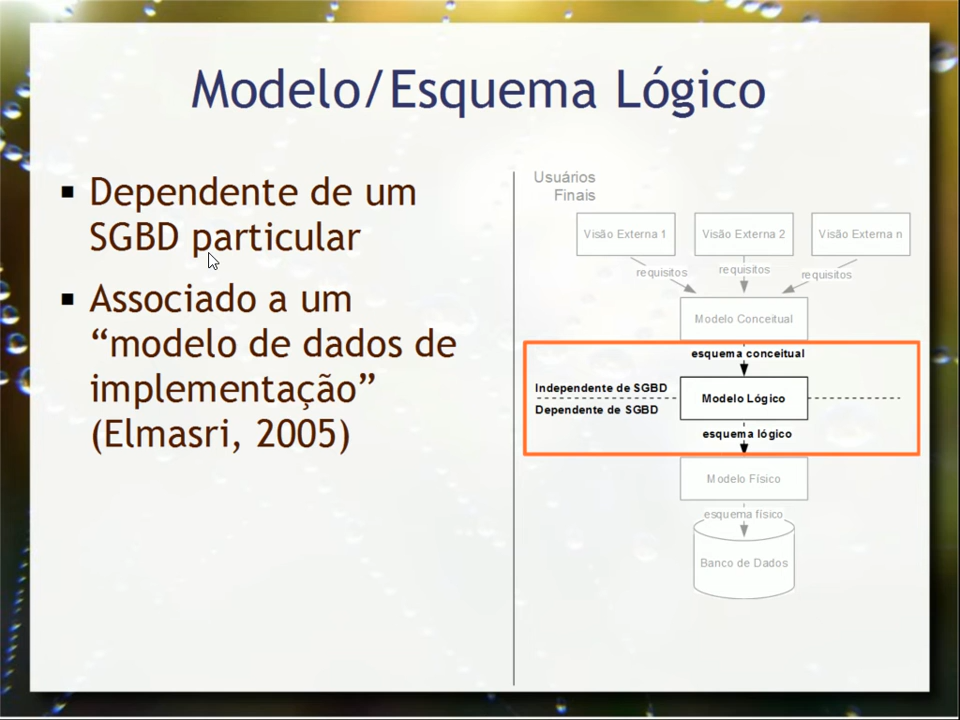 Modelo/Esquema Lógico
▪ Dependente de um
SGBD particular
▪ Associado a um
“modelo de dados de
implementação”
(Elmasri, 2005)
Usuários
Finais
Visão Externa 1
Visão Externa 2
Visão Externa n
requisitos
requisitos
requisitos
Modelo Conceitual
esquema conceitual
Independente de SGBD
Dependente de SGBD
Modelo Lógico
esquema lógico
Modelo Físico
esquema físico
Banco de Dados